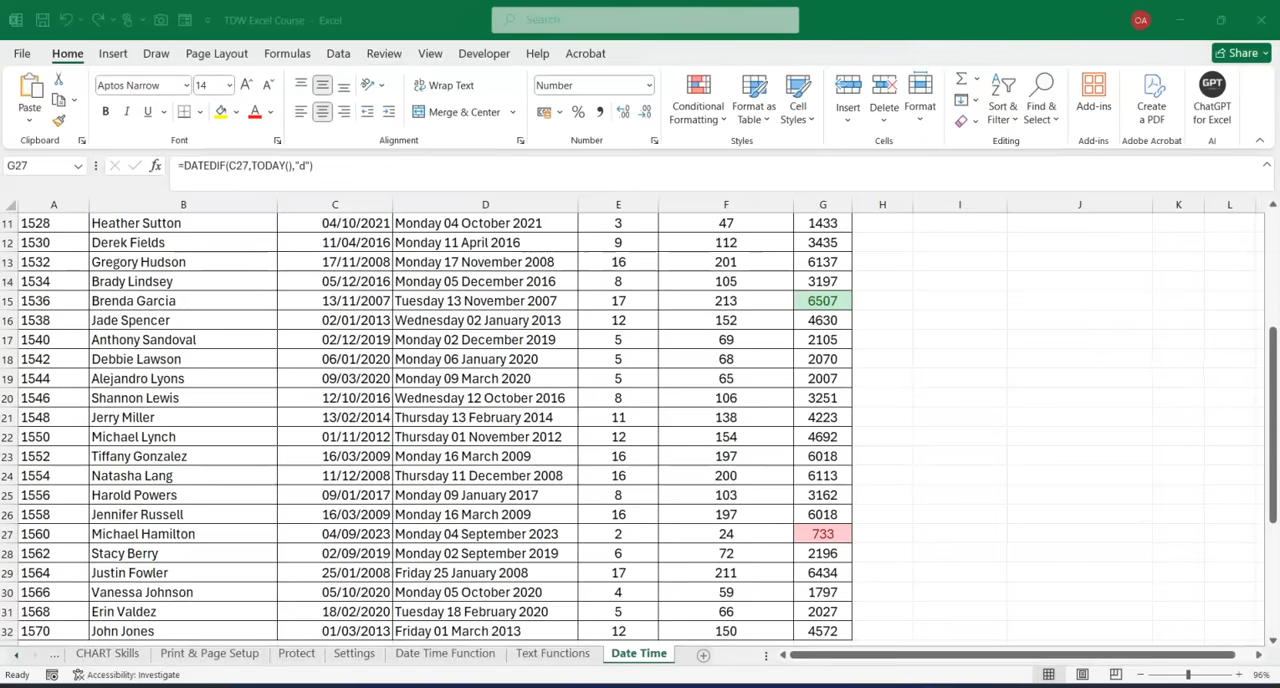 TDW Excel Course - Excel
Search
OA
File Home Insert Draw Page Layout Formulas Data Review View Developer Help Acrobat
Share
Paste
Aptos Narrow 14
B I U
Wrap Text
Merge & Center
Number
Conditional Formatting
Format as Table
Cell Styles
Insert Delete Format
Sort & Filter
Find & Select
Add-ins
Create a PDF
GPT
ChatGPT for Excel
Clipboard Font Alignment Number Styles Cells Editing Add-ins Adobe Acrobat AI
G27 fx =DATEDIF(C27,TODAY(),"d")
A B C D E F G H I J K L
11 1528 Heather Sutton 04/10/2021 Monday 04 October 2021 3 47 1433
12 1530 Derek Fields 11/04/2016 Monday 11 April 2016 9 112 3435
13 1532 Gregory Hudson 17/11/2008 Monday 17 November 2008 16 201 6137
14 1534 Brady Lindsey 05/12/2016 Monday 05 December 2016 8 105 3197
15 1536 Brenda Garcia 13/11/2007 Tuesday 13 November 2007 17 213 6507
16 1538 Jade Spencer 02/01/2013 Wednesday 02 January 2013 12 152 4630
17 1540 Anthony Sandoval 02/12/2019 Monday 02 December 2019 5 69 2105
18 1542 Debbie Lawson 06/01/2020 Monday 06 January 2020 5 68 2070
19 1544 Alejandro Lyons 09/03/2020 Monday 09 March 2020 5 65 2007
20 1546 Shannon Lewis 12/10/2016 Wednesday 12 October 2016 8 106 3251
21 1548 Jerry Miller 13/02/2014 Thursday 13 February 2014 11 138 4223
22 1550 Michael Lynch 01/11/2012 Thursday 01 November 2012 12 154 4692
23 1552 Tiffany Gonzalez 16/03/2009 Monday 16 March 2009 16 197 6018
24 1554 Natasha Lang 11/12/2008 Thursday 11 December 2008 16 200 6113
25 1556 Harold Powers 09/01/2017 Monday 09 January 2017 8 103 3162
26 1558 Jennifer Russell 16/03/2009 Monday 16 March 2009 16 197 6018
27 1560 Michael Hamilton 04/09/2023 Monday 04 September 2023 2 24 733
28 1562 Stacy Berry 02/09/2019 Monday 02 September 2019 6 72 2196
29 1564 Justin Fowler 25/01/2008 Friday 25 January 2008 17 211 6434
30 1566 Vanessa Johnson 05/10/2020 Monday 05 October 2020 4 59 1797
31 1568 Erin Valdez 18/02/2020 Tuesday 18 February 2020 5 66 2027
32 1570 John Jones 01/03/2013 Friday 01 March 2013 12 150 4572
... CHART Skills Print & Page Setup Protect Settings Date Time Function Text Functions Date Time
Ready Accessibility: Investigate 96%